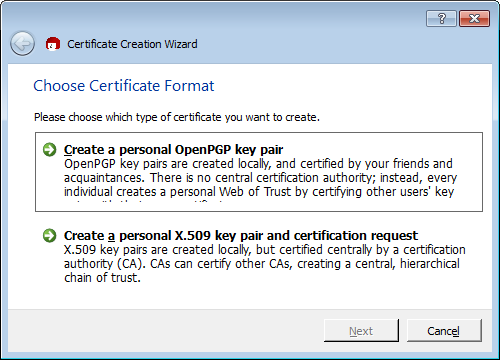 Certificate Creation Wizard
Choose Certificate Format
Please choose which type of certificate you want to create.
Create a personal OpenPGP key pair
OpenPGP key pairs are created locally, and certified by your friends and
acquaintances. There is no central certification authority; instead, every
individual creates a personal Web of Trust by certifying other users' key
Create a personal X.509 key pair and certification request
X.509 key pairs are created locally, but certified centrally by a certification
authority (CA). CAs can certify other CAs, creating a central, hierarchical
chain of trust.
Next
Cancel